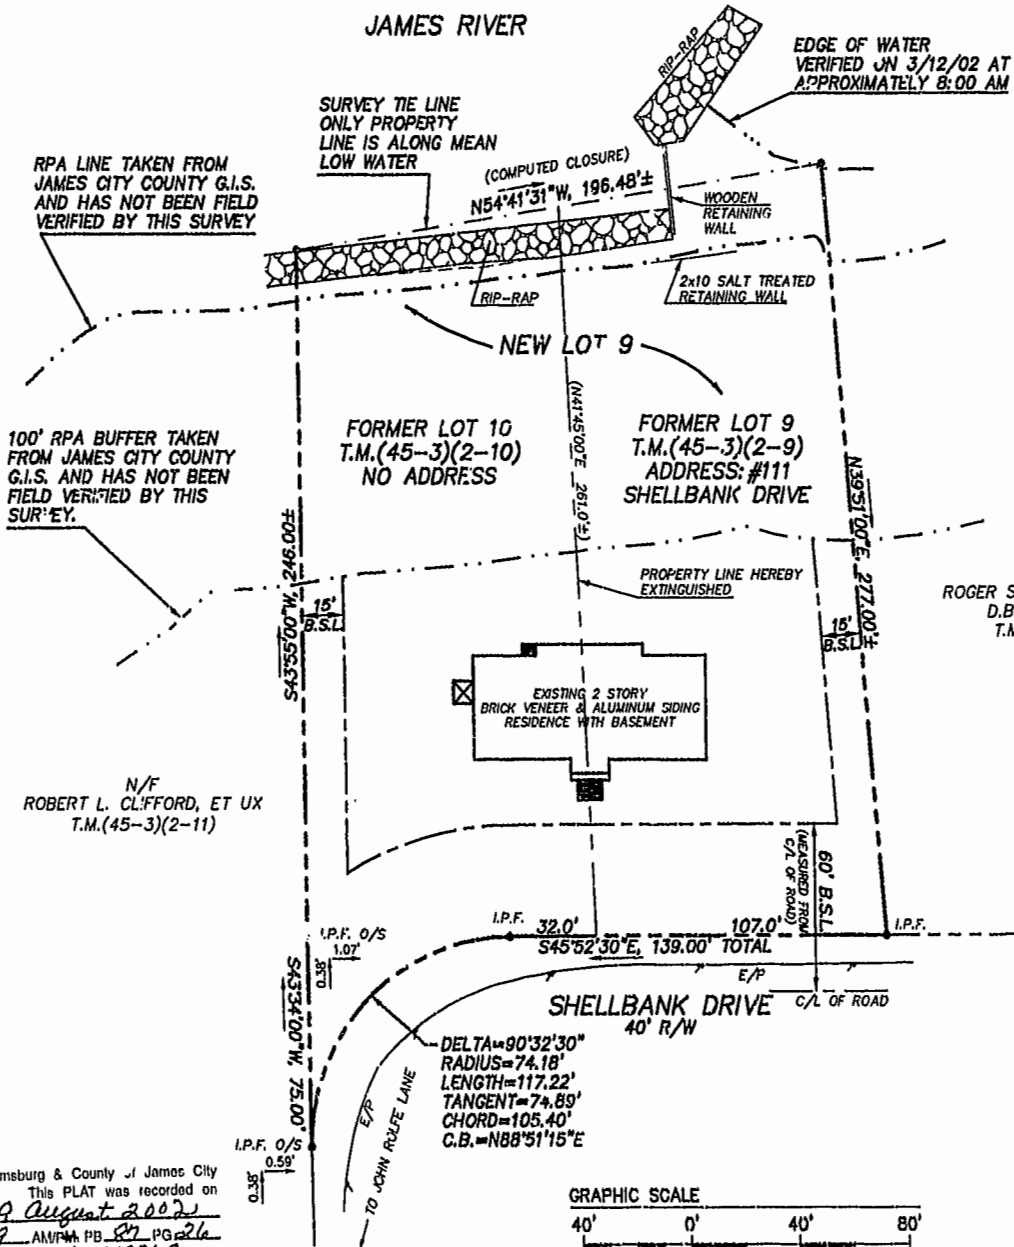 JAMES RIVER
RIP-RAP
EDGE OF WATER
VERIFIED ON 3/12/02 AT
APPROXIMATELY 8:00 AM
SURVEY TIE LINE
ONLY PROPERTY
LINE IS ALONG MEAN
LOW WATER
RPA LINE TAKEN FROM
JAMES CITY COUNTY G.I.S.
AND HAS NOT BEEN FIELD
VERIFIED BY THIS SURVEY
(COMPUTED CLOSURE)
N54°41'31"W, 196.48'±
WOODEN
RETAINING
WALL
2x10 SALT TREATED
RETAINING WALL
RIP-RAP
NEW LOT 9
(N41°45'00"E 261.0'±)
FORMER LOT 10
T.M.(45-3)(2-10)
NO ADDRESS
FORMER LOT 9
T.M.(45-3)(2-9)
ADDRESS: #111
SHELLBANK DRIVE
N39°51'00"E, 277.00'±
100' RPA BUFFER TAKEN
FROM JAMES CITY COUNTY
G.I.S. AND HAS NOT BEEN
FIELD VERIFIED BY THIS
SURVEY.
S43°55'00"W, 246.00'±
15'
B.S.L.
PROPERTY LINE HEREBY
EXTINGUISHED
15'
B.S.L.
ROGER S
D.B
T.M
EXISTING 2 STORY
BRICK VENEER & ALUMINUM SIDING
RESIDENCE WITH BASEMENT
N/F
ROBERT L. CLIFFORD, ET UX
T.M.(45-3)(2-11)
60' B.S.L.
(MEASURED FROM
C/L OF ROAD)
I.P.F.
32.0'
107.0'
I.P.F.
S45°52'30"E, 139.00' TOTAL
I.P.F. O/S
1.07'
0.38'
E/P
SHELLBANK DRIVE
40' R/W
C/L OF ROAD
S43°34'00"W, 75.00'
DELTA=90°32'30"
RADIUS=74.18'
LENGTH=117.22'
TANGENT=74.89'
CHORD=105.40'
C.B.=N88°51'15"E
E/P
TO JOHN ROLFE LANE
I.P.F. O/S
0.59'
0.38'
msburg & County of James City
This PLAT was recorded on
9 August 2002
AM/PM PB 87 PG 26
GRAPHIC SCALE
40' 0' 40' 80'